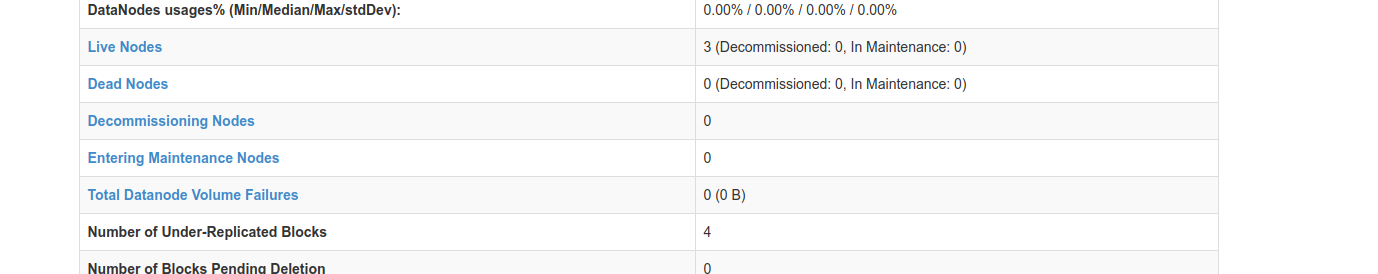 DataNodes usages% (Min/Median/Max/stdDev): 0.00% / 0.00% / 0.00% / 0.00%
Live Nodes 3 (Decommissioned: 0, In Maintenance: 0)
Dead Nodes 0 (Decommissioned: 0, In Maintenance: 0)
Decommissioning Nodes 0
Entering Maintenance Nodes 0
Total Datanode Volume Failures 0 (0 B)
Number of Under-Replicated Blocks 4
Number of Blocks Pending Deletion 0